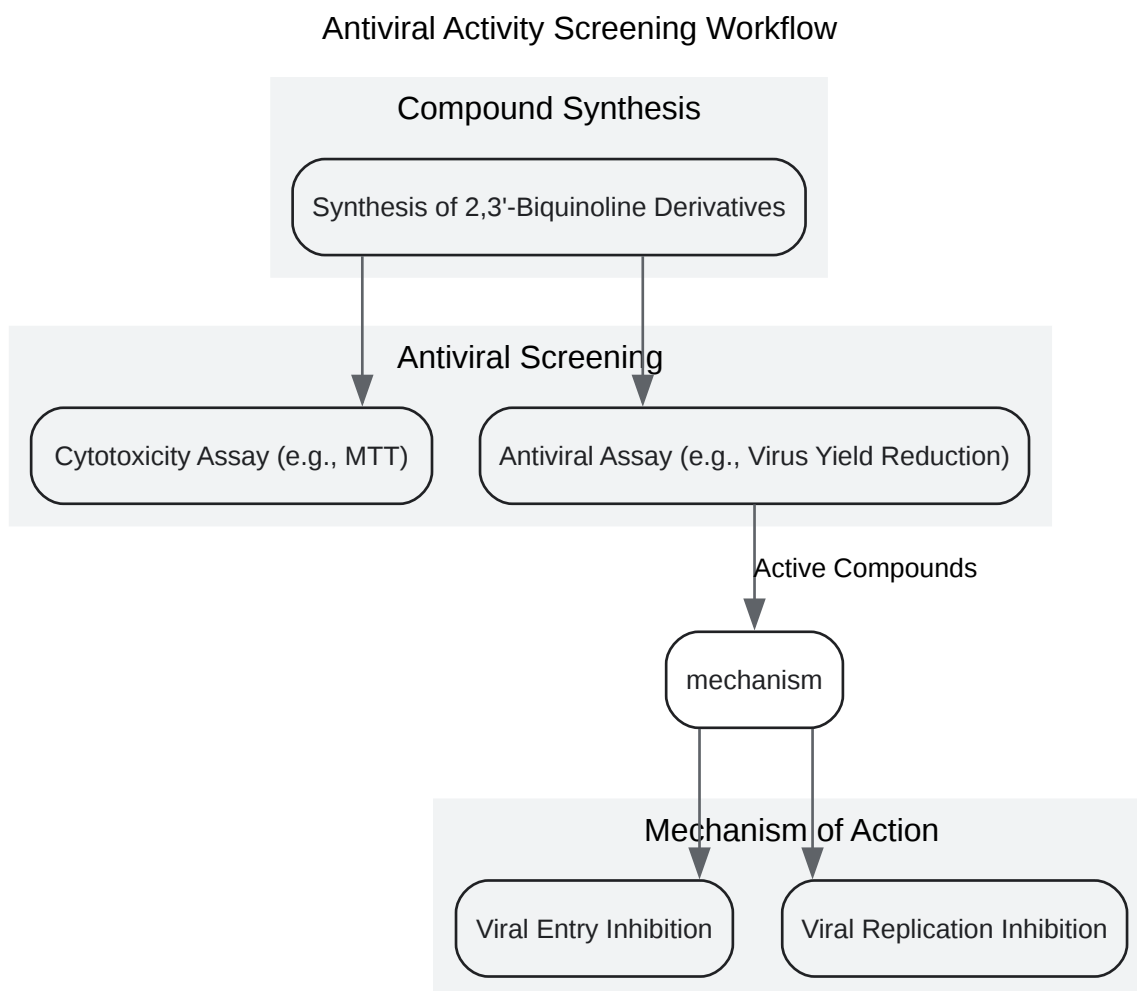 Antiviral Activity Screening Workflow
Compound Synthesis
Synthesis of 2,3'-Biquinoline Derivatives
Antiviral Screening
Cytotoxicity Assay (e.g., MTT)
Antiviral Assay (e.g., Virus Yield Reduction)
Active Compounds
mechanism
Mechanism of Action
Viral Entry Inhibition
Viral Replication Inhibition